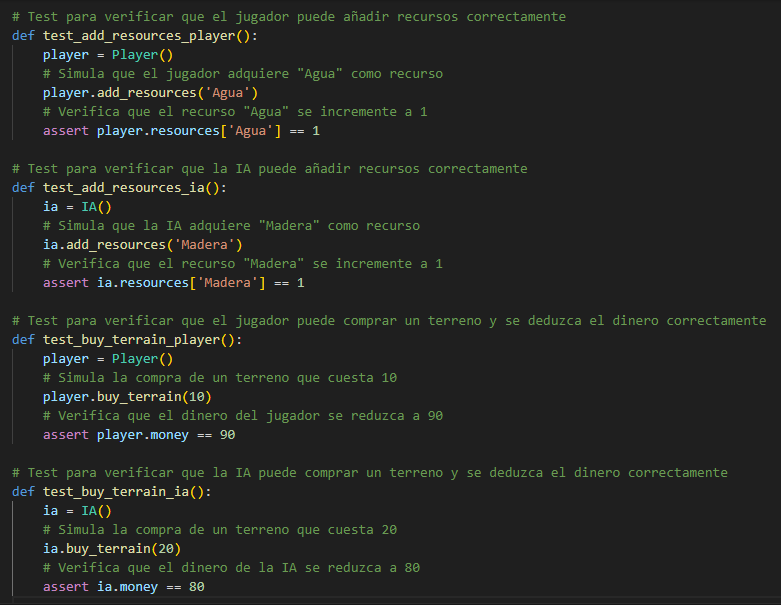 # Test para verificar que el jugador puede añadir recursos correctamente
def test_add_resources_player():
    player = Player()
    # Simula que el jugador adquiere "Agua" como recurso
    player.add_resources('Agua')
    # Verifica que el recurso "Agua" se incremente a 1
    assert player.resources['Agua'] == 1

# Test para verificar que la IA puede añadir recursos correctamente
def test_add_resources_ia():
    ia = IA()
    # Simula que la IA adquiere "Madera" como recurso
    ia.add_resources('Madera')
    # Verifica que el recurso "Madera" se incremente a 1
    assert ia.resources['Madera'] == 1

# Test para verificar que el jugador puede comprar un terreno y se deduzca el dinero correctamente
def test_buy_terrain_player():
    player = Player()
    # Simula la compra de un terreno que cuesta 10
    player.buy_terrain(10)
    # Verifica que el dinero del jugador se reduzca a 90
    assert player.money == 90

# Test para verificar que la IA puede comprar un terreno y se deduzca el dinero correctamente
def test_buy_terrain_ia():
    ia = IA()
    # Simula la compra de un terreno que cuesta 20
    ia.buy_terrain(20)
    # Verifica que el dinero de la IA se reduzca a 80
    assert ia.money == 80